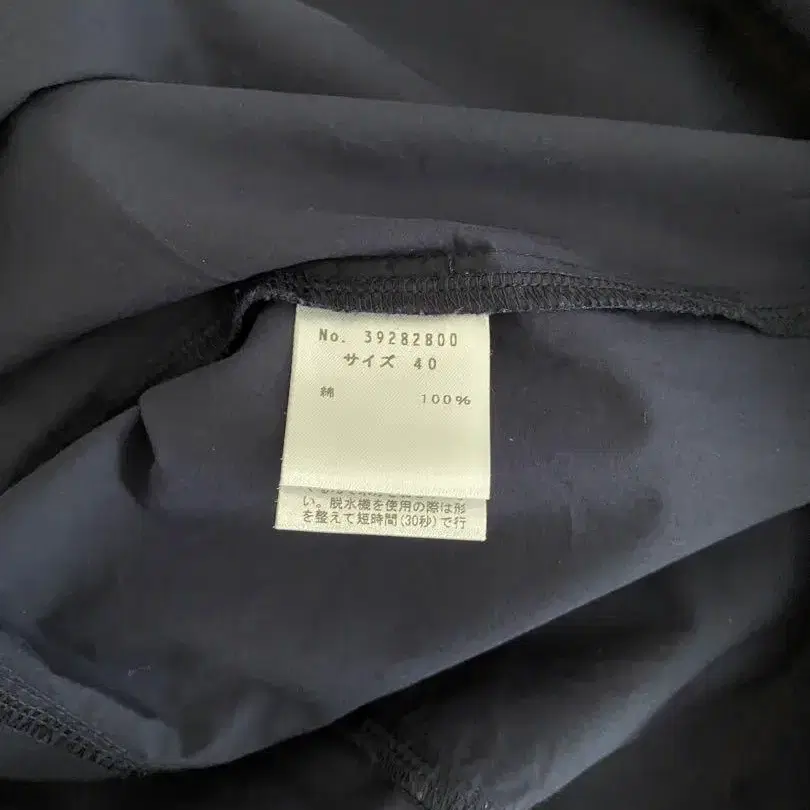 No. 39282800
サイズ 40
綿 100%
い。脱水機を使用の際は形
を整えて短時間(30秒)で行